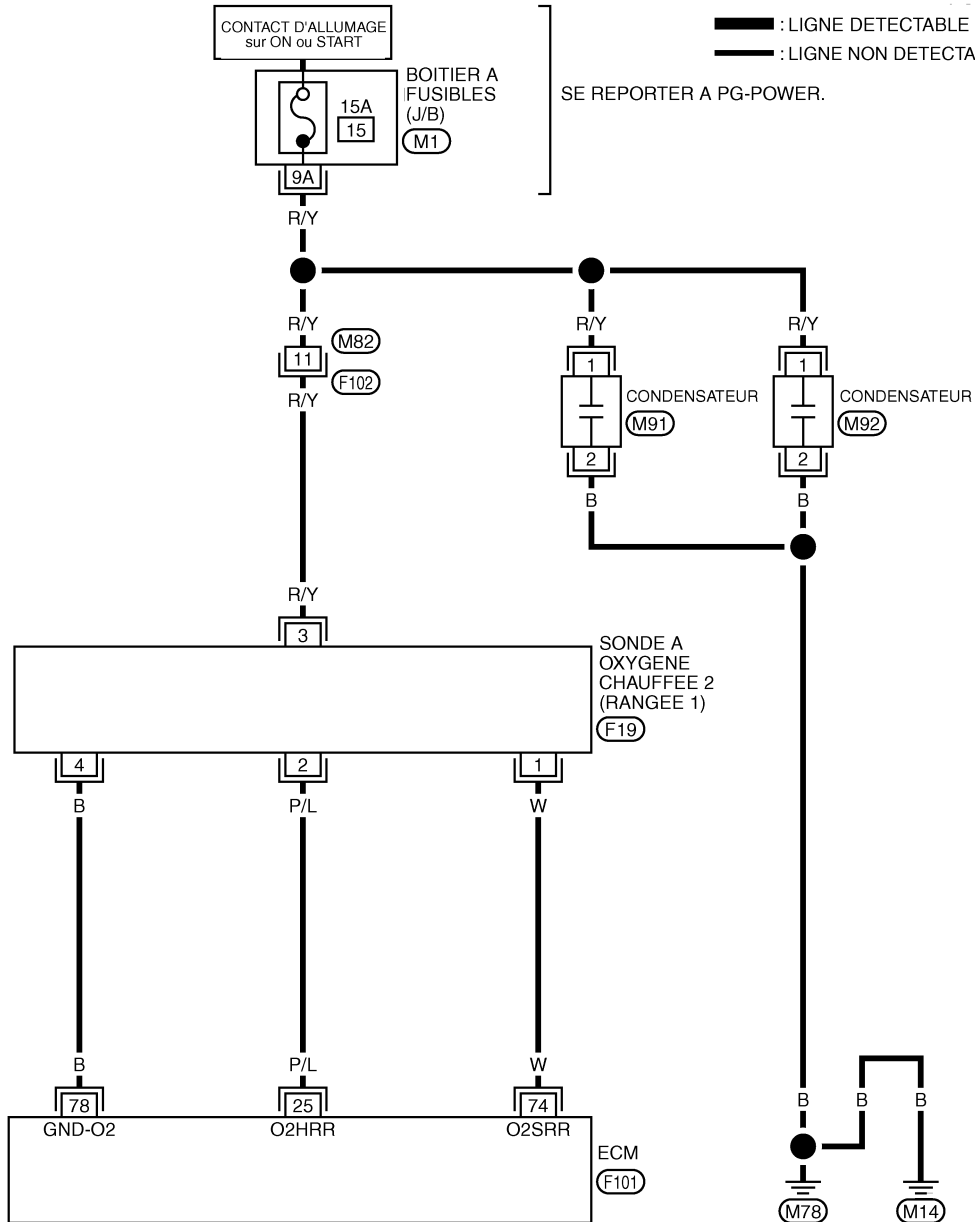 CONTACT D'ALLUMAGE
sur ON ou START
: LIGNE DETECTABLE
: LIGNE NON DETECTA
BOITIER A
FUSIBLES
(J/B)
M1
15A
15
SE REPORTER A PG-POWER.
9A
R/Y
R/Y
R/Y
R/Y
M82
11
F102
R/Y
1
1
CONDENSATEUR
M91
CONDENSATEUR
M92
2
2
B
B
R/Y
3
SONDE A
OXYGENE
CHAUFFEE 2
(RANGEE 1)
F19
4
2
1
B
P/L
W
B
P/L
W
78
25
74
GND-O2
O2HRR
O2SRR
ECM
F101
B
B
B
M78
M14